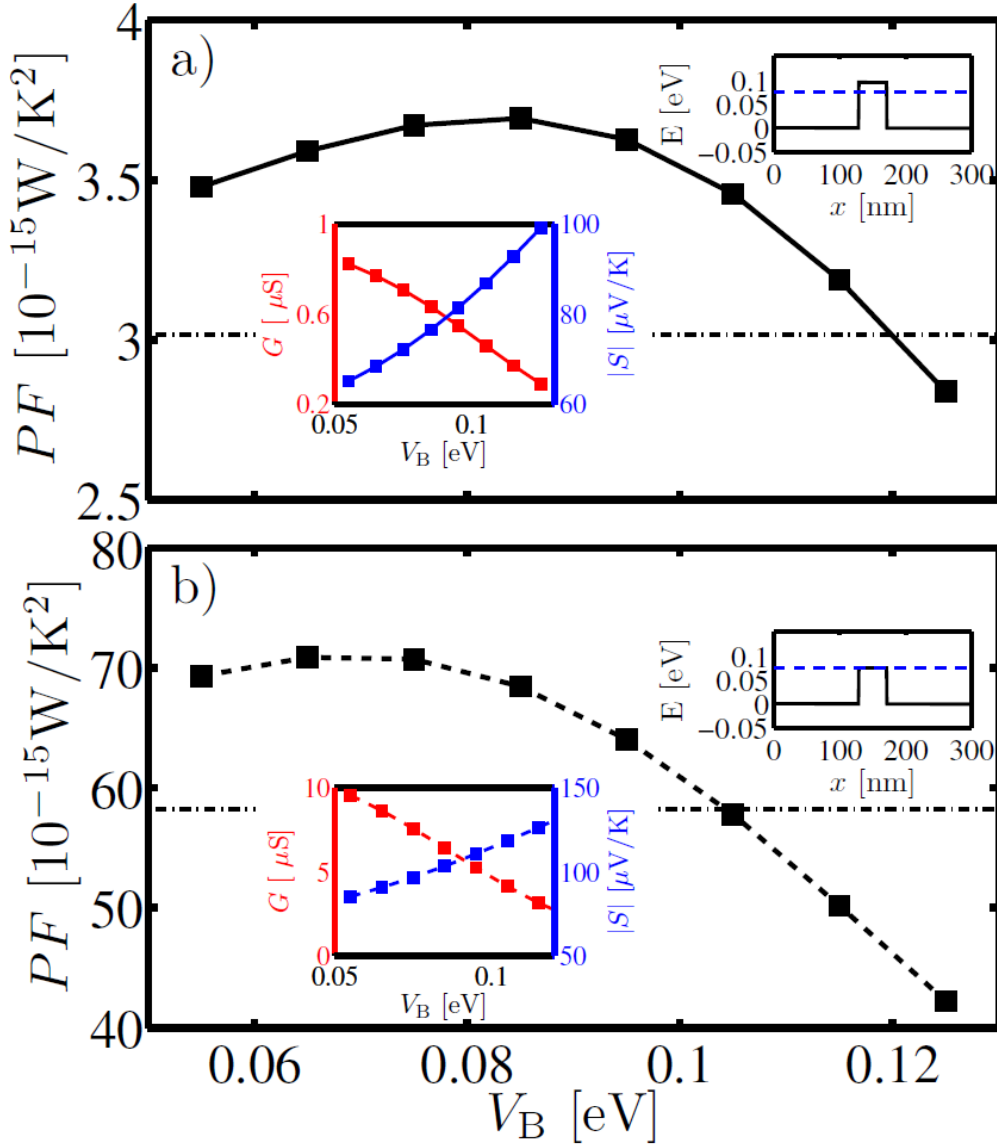 a)
PF [10⁻¹⁵W/K²]
4
3.5
3
2.5
E [eV]
0.1
0.05
0
−0.05
0 100 200 300
x [nm]
G [ μS]
1
0.6
0.2
100
80
60
|S| [μV/K]
0.05 0.1
V_B [eV]
b)
PF [10⁻¹⁵W/K²]
80
70
60
50
40
E [eV]
0.1
0.05
0
−0.05
0 100 200 300
x [nm]
G [ μS]
10
5
0
150
100
50
|S| [μV/K]
0.05 0.1
V_B [eV]
0.06 0.08 0.1 0.12
V_B [eV]